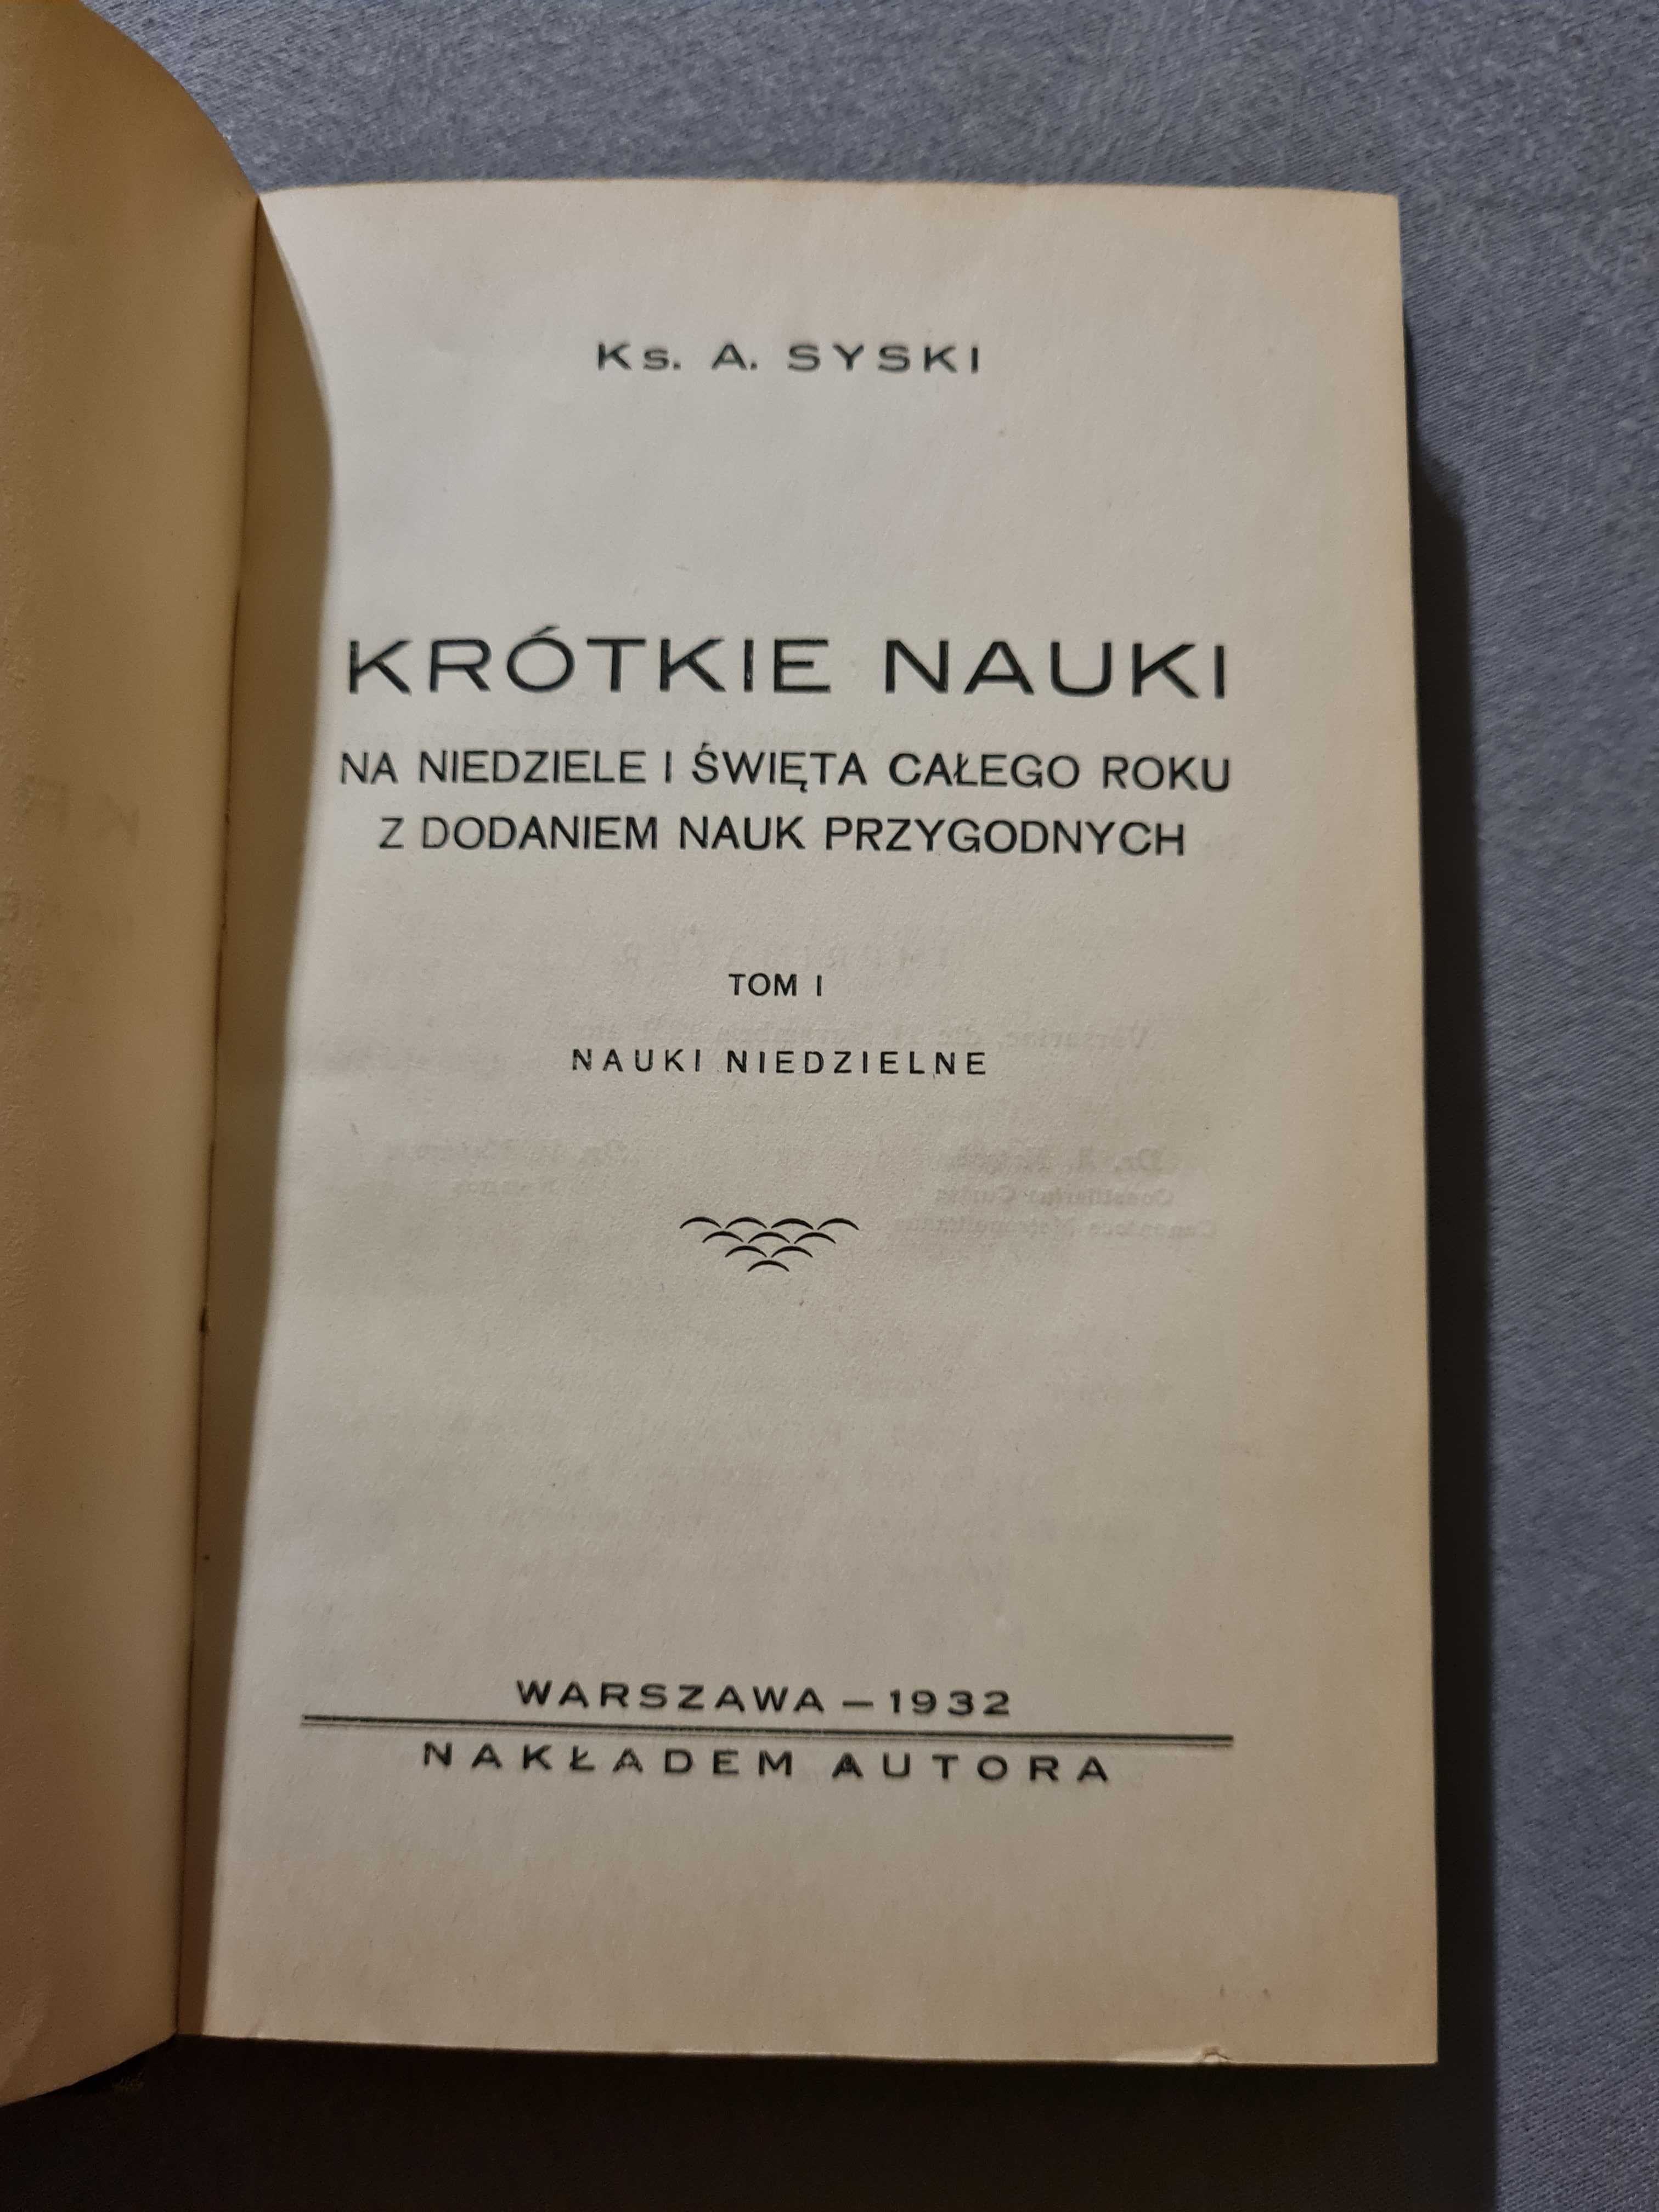 Ks. A. SYSKI
KRÓTKIE NAUKI
NA NIEDZIELE I ŚWIĘTA CAŁEGO ROKU
Z DODANIEM NAUK PRZYGODNYCH
TOM I
NAUKI NIEDZIELNE
WARSZAWA — 1932
NAKŁADEM AUTORA